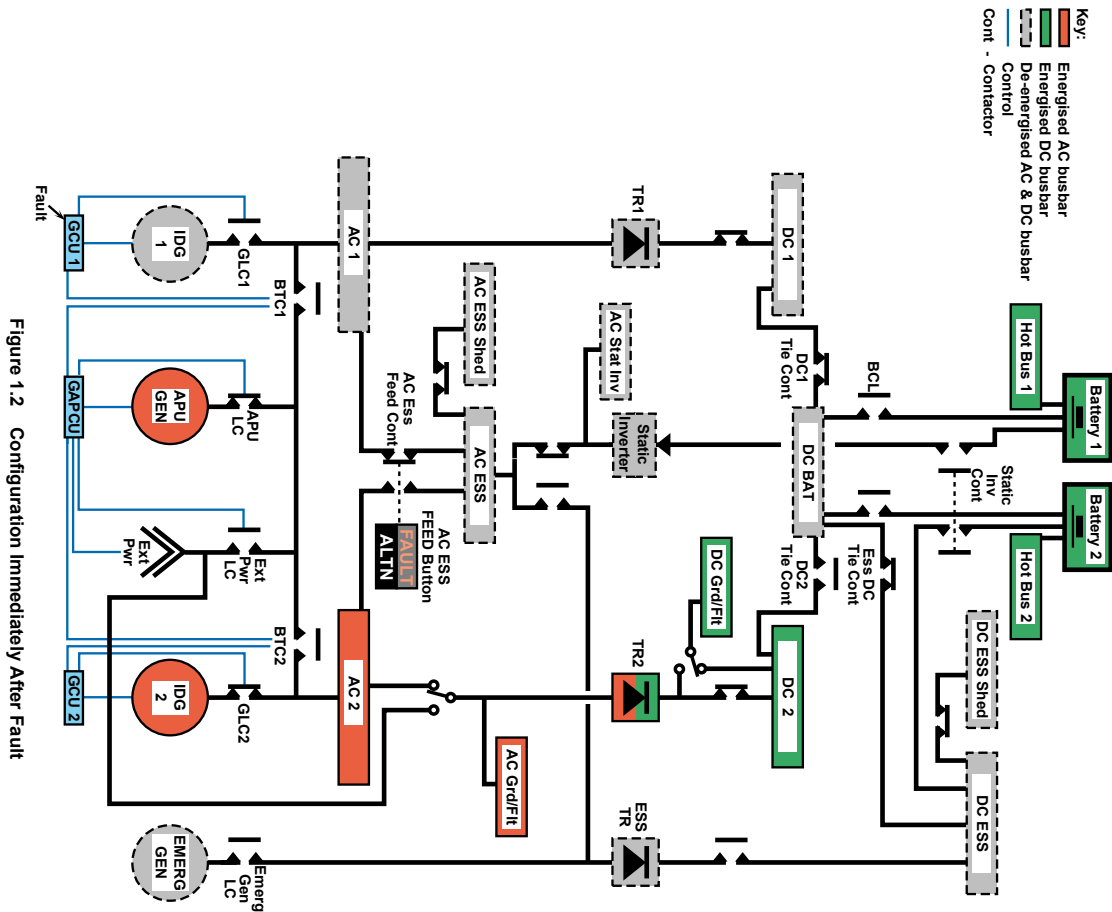 Key:
Energised AC busbar
Energised DC busbar
De-energised AC & DC busbar
Control
Cont - Contactor
Battery 1
Battery 2
Hot Bus 1
Hot Bus 2
BCL
Static
Inv
Cont
DC ESS Shed
DC 1
DC1
Tie Cont
DC BAT
Ess DC
Tie Cont
DC2
Tie Cont
DC 2
DC ESS
TR1
AC Stat Inv
Static
Inverter
DC Grd/Flt
TR2
ESS
TR
AC ESS Shed
AC ESS
AC Ess
Feed Cont
AC ESS
FEED Button
FAULT
ALTN
AC Grd/Flt
AC 1
AC 2
GLC1
BTC1
APU
LC
Ext
Pwr
LC
BTC2
GLC2
Emerg
Gen
LC
IDG
1
APU
GEN
Ext
Pwr
IDG
2
EMERG
GEN
Fault
GCU 1
GAPCU
GCU 2
Figure 1.2 Configuration Immediately After Fault